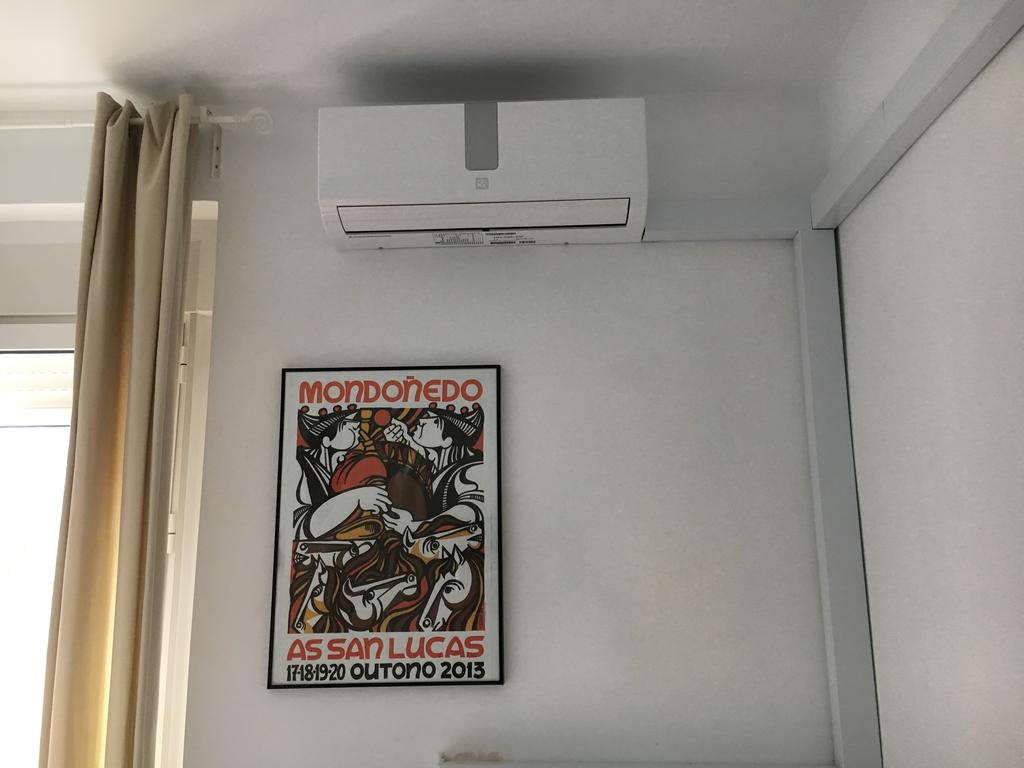 MONDOÑEDO
AS SAN LUCAS
17-18-19-20 OUTONO 2013